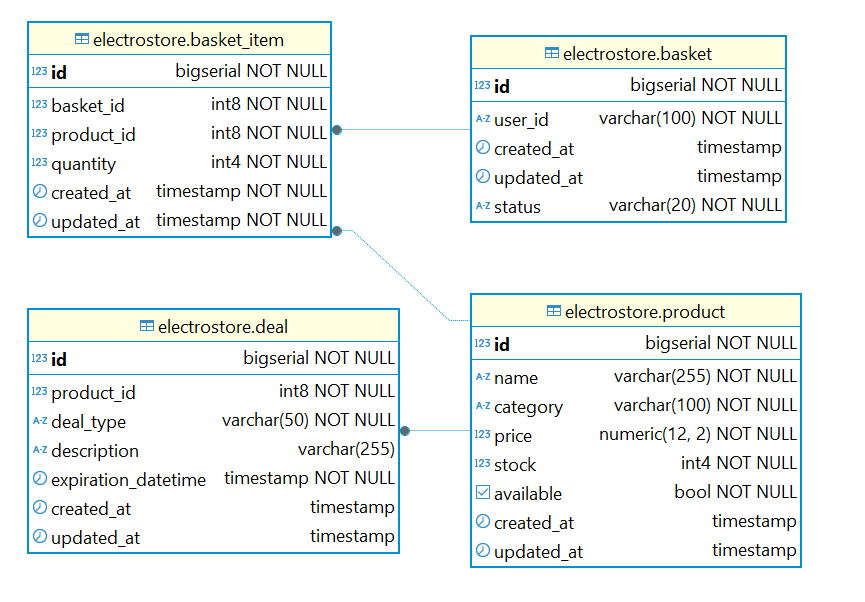 electrostore.basket_item
123 id bigserial NOT NULL
123 basket_id int8 NOT NULL
123 product_id int8 NOT NULL
123 quantity int4 NOT NULL
created_at timestamp NOT NULL
updated_at timestamp NOT NULL
electrostore.basket
123 id bigserial NOT NULL
A-Z user_id varchar(100) NOT NULL
created_at timestamp
updated_at timestamp
A-Z status varchar(20) NOT NULL
electrostore.deal
123 id bigserial NOT NULL
123 product_id int8 NOT NULL
A-Z deal_type varchar(50) NOT NULL
A-Z description varchar(255)
expiration_datetime timestamp NOT NULL
created_at timestamp
updated_at timestamp
electrostore.product
123 id bigserial NOT NULL
A-Z name varchar(255) NOT NULL
A-Z category varchar(100) NOT NULL
123 price numeric(12, 2) NOT NULL
123 stock int4 NOT NULL
available bool NOT NULL
created_at timestamp
updated_at timestamp